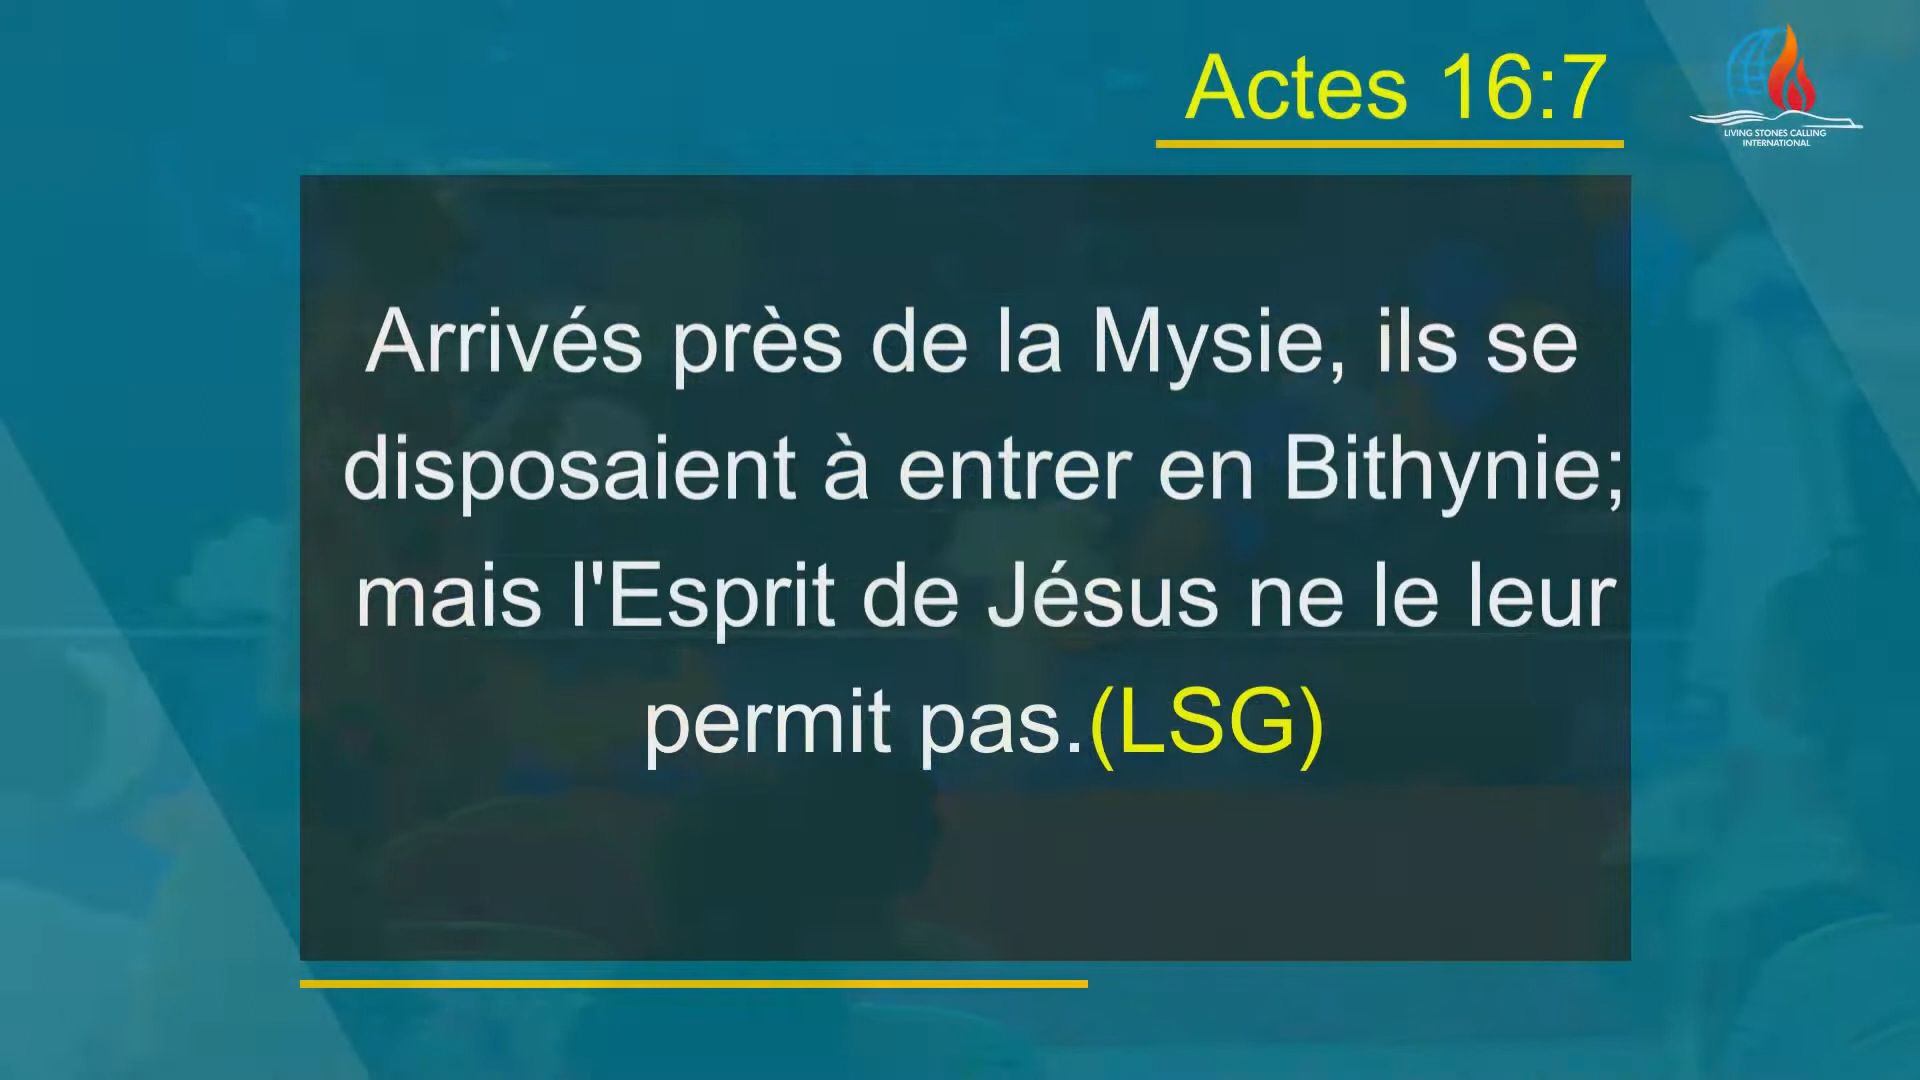 Actes 16:7
LIVING STONES CALLING
INTERNATIONAL
Arrivés près de la Mysie, ils se
disposaient à entrer en Bithynie;
mais l'Esprit de Jésus ne le leur
permit pas.(LSG)